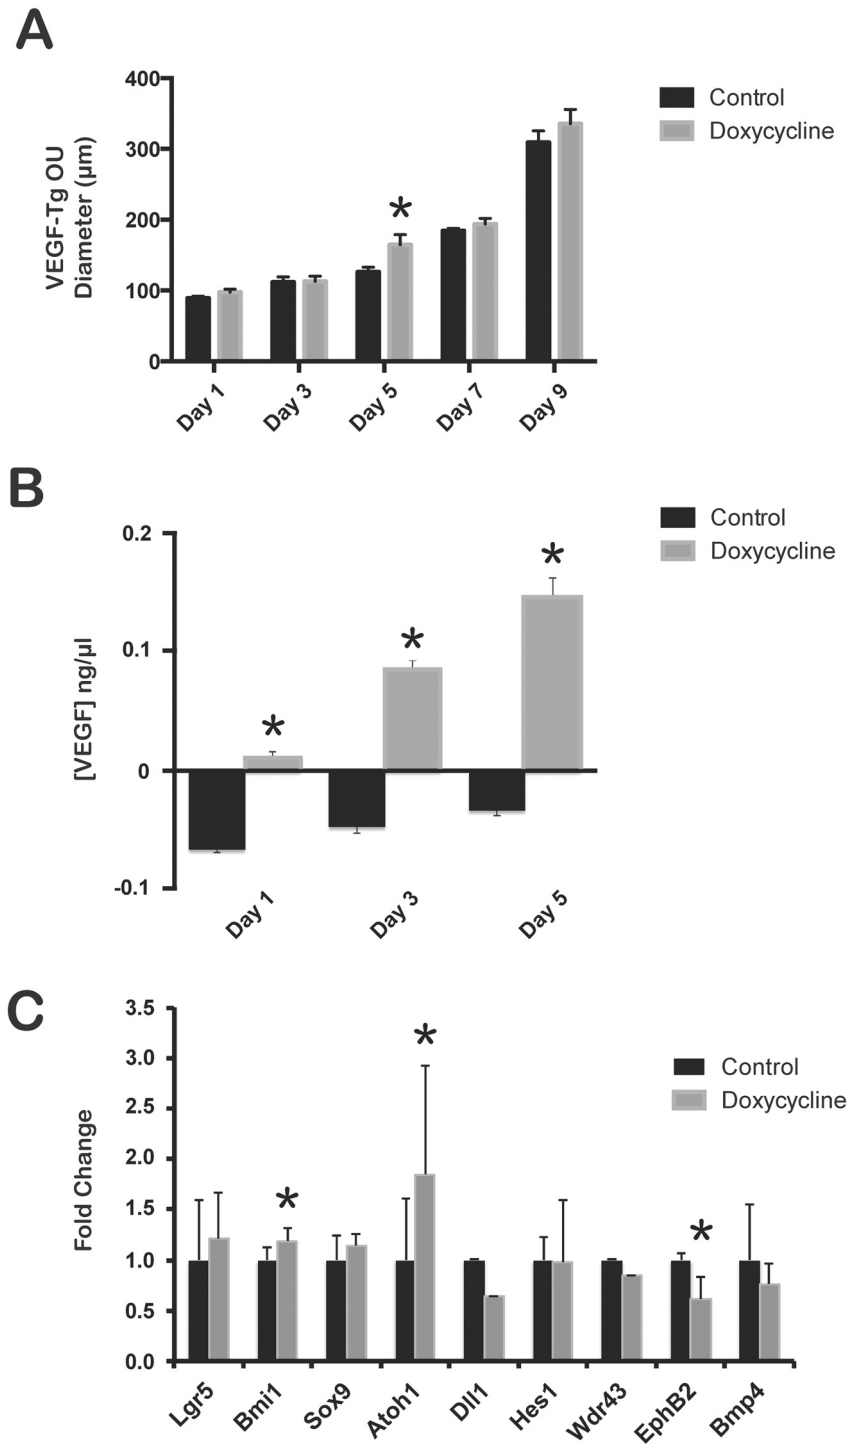 A
400
300
200
100
0
VEGF-Tg OU
Diameter (µm)
*
Control
Doxycycline
Day 1
Day 3
Day 5
Day 7
Day 9
B
0.2
0.1
0
-0.1
[VEGF] ng/µl
*
*
*
Control
Doxycycline
Day 1
Day 3
Day 5
C
3.5
3.0
2.5
2.0
1.5
1.0
0.5
0.0
Fold Change
*
*
*
Control
Doxycycline
Lgr5
Bmi1
Sox9
Atoh1
Dll1
Hes1
Wdr43
EphB2
Bmp4